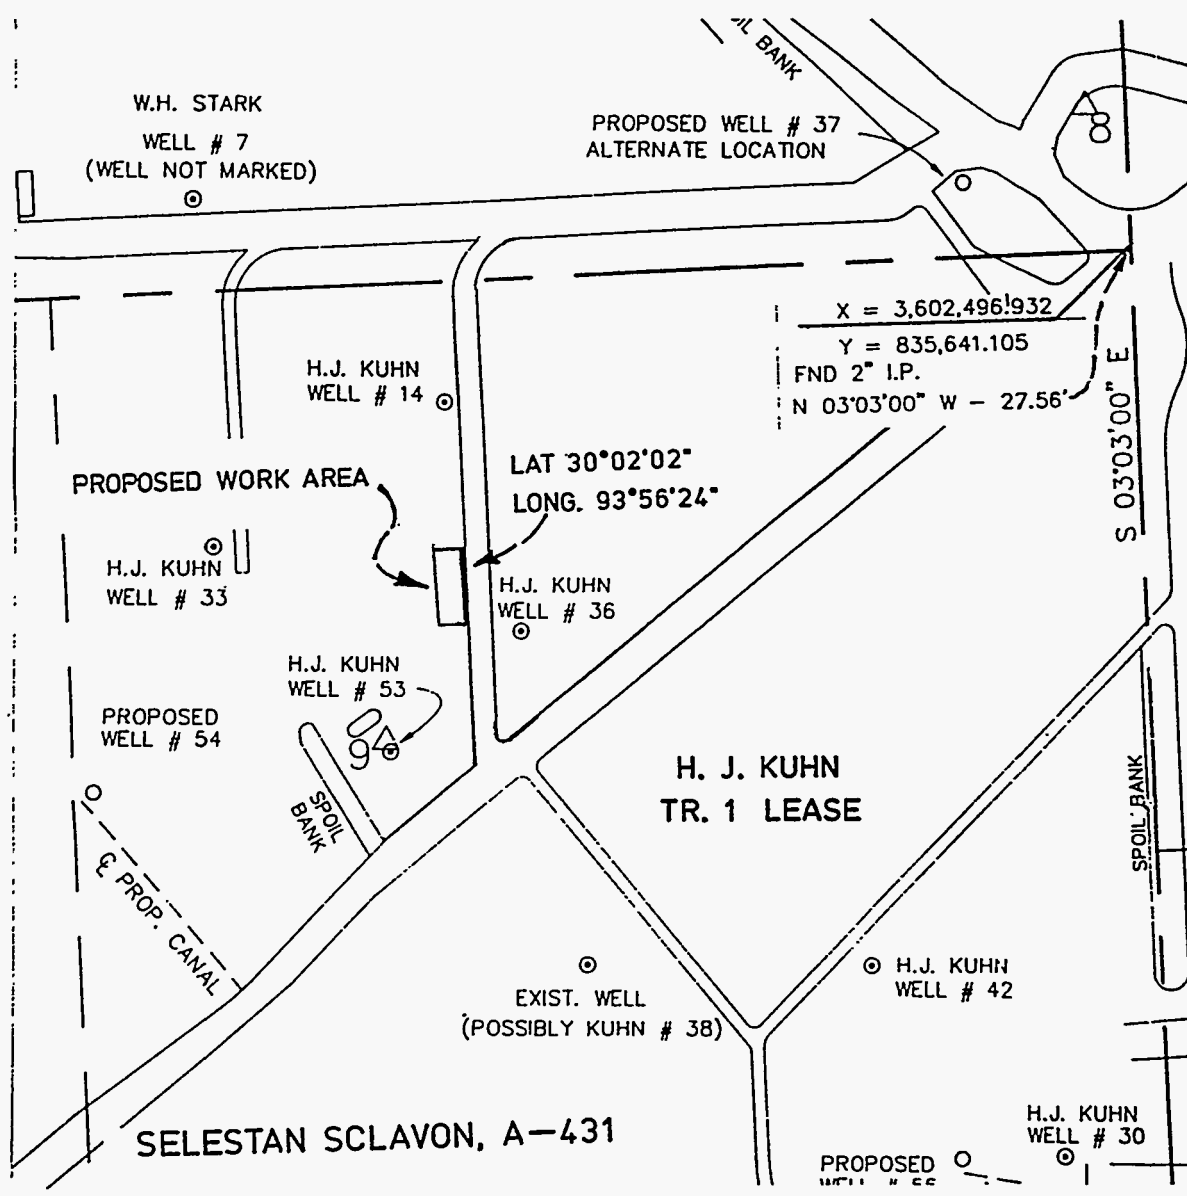 SPOIL BANK
W.H. STARK
WELL # 7
(WELL NOT MARKED)
PROPOSED WELL # 37
ALTERNATE LOCATION
8
X = 3,602,496.932
Y = 835,641.105
FND 2" I.P.
N 03°03'00" W - 27.56'
S 03°03'00" E
H.J. KUHN
WELL # 14
PROPOSED WORK AREA
LAT 30°02'02"
LONG. 93°56'24"
H.J. KUHN
WELL # 33
H.J. KUHN
WELL # 36
H.J. KUHN
WELL # 53
9
PROPOSED
WELL # 54
SPOIL
BANK
H. J. KUHN
TR. 1 LEASE
SPOIL BANK
℄ PROP. CANAL
EXIST. WELL
(POSSIBLY KUHN # 38)
H.J. KUHN
WELL # 42
SELESTAN SCLAVON, A-431
H.J. KUHN
WELL # 30
PROPOSED
WELL #